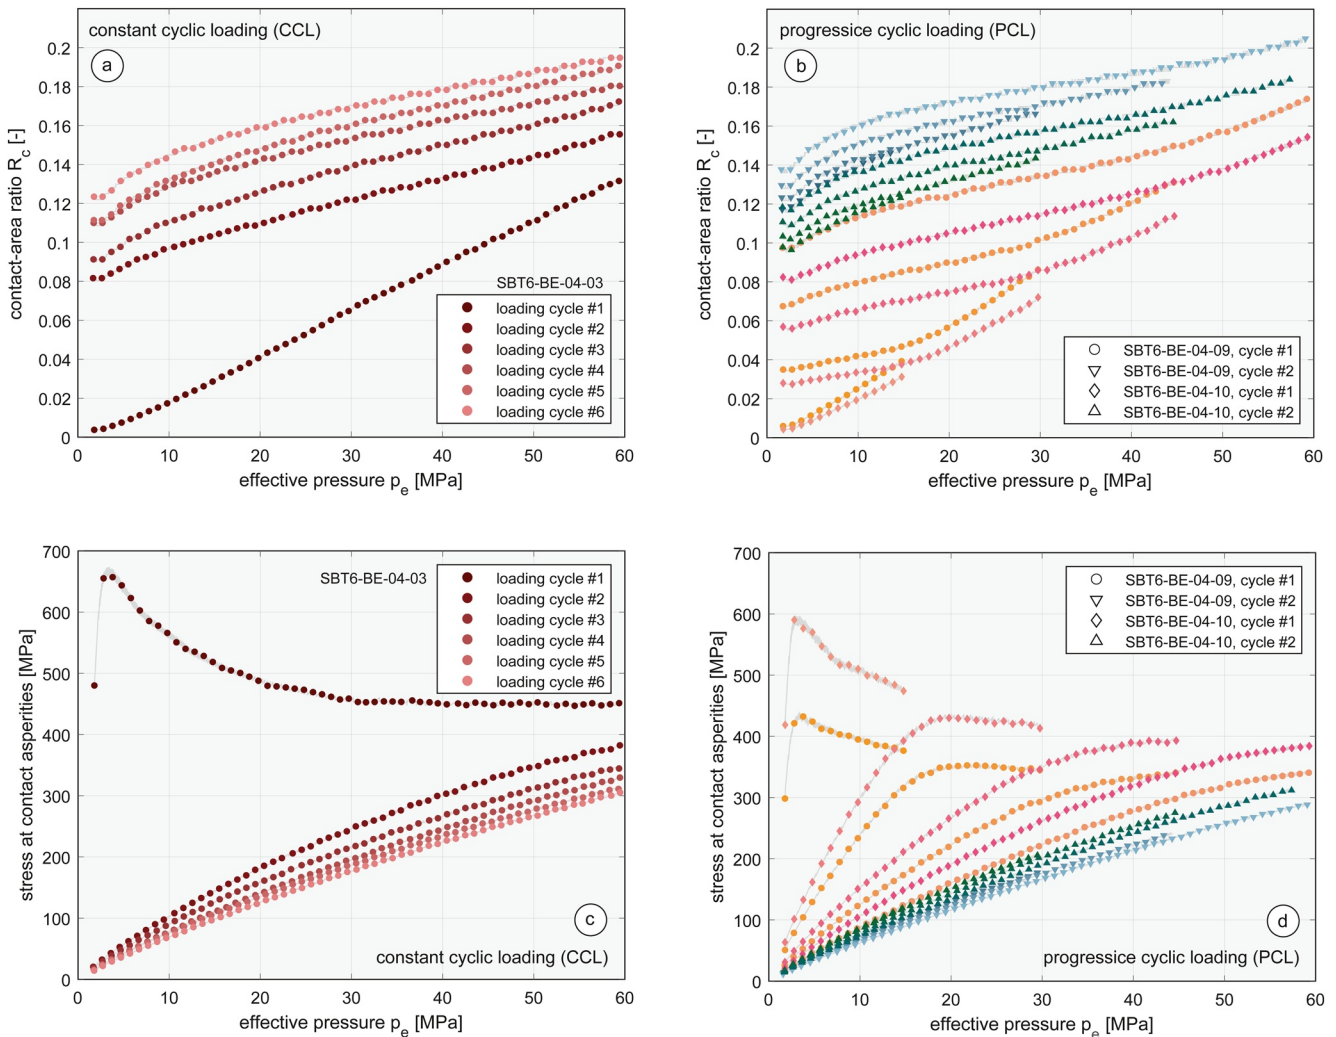 constant cyclic loading (CCL)
a
0.2
0.18
0.16
0.14
0.12
0.1
0.08
0.06
0.04
0.02
0
contact-area ratio R_c [-]
SBT6-BE-04-03
loading cycle #1
loading cycle #2
loading cycle #3
loading cycle #4
loading cycle #5
loading cycle #6
0 10 20 30 40 50 60
effective pressure p_e [MPa]
progressice cyclic loading (PCL)
b
0.2
0.18
0.16
0.14
0.12
0.1
0.08
0.06
0.04
0.02
0
contact-area ratio R_c [-]
SBT6-BE-04-09, cycle #1
SBT6-BE-04-09, cycle #2
SBT6-BE-04-10, cycle #1
SBT6-BE-04-10, cycle #2
0 10 20 30 40 50 60
effective pressure p_e [MPa]
700
600
500
400
300
200
100
0
stress at contact asperities [MPa]
SBT6-BE-04-03
loading cycle #1
loading cycle #2
loading cycle #3
loading cycle #4
loading cycle #5
loading cycle #6
c
constant cyclic loading (CCL)
0 10 20 30 40 50 60
effective pressure p_e [MPa]
700
600
500
400
300
200
100
0
stress at contact asperities [MPa]
SBT6-BE-04-09, cycle #1
SBT6-BE-04-09, cycle #2
SBT6-BE-04-10, cycle #1
SBT6-BE-04-10, cycle #2
d
progressice cyclic loading (PCL)
0 10 20 30 40 50 60
effective pressure p_e [MPa]